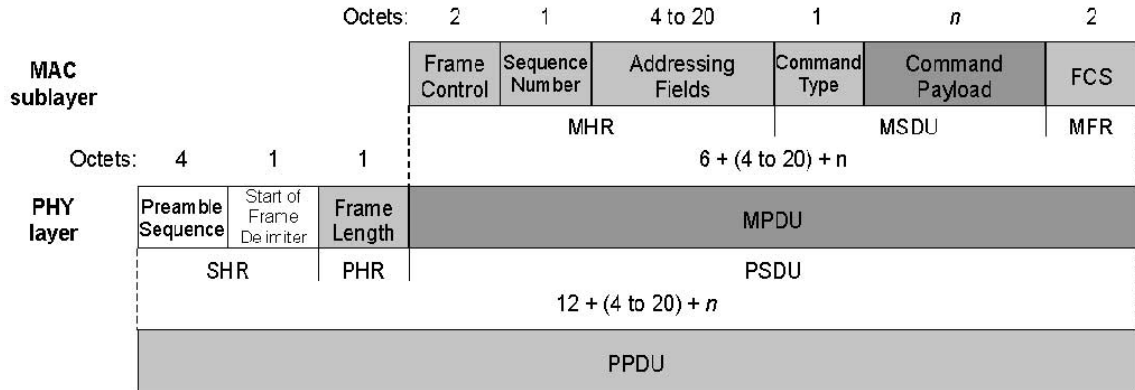 Octets: 2 1 4 to 20 1 n 2
MAC sublayer
Frame Control
Sequence Number
Addressing Fields
Command Type
Command Payload
FCS
MHR MSDU MFR
Octets: 4 1 1 6 + (4 to 20) + n
PHY layer
Preamble Sequence
Start of Frame Delimiter
Frame Length
MPDU
SHR PHR PSDU
12 + (4 to 20) + n
PPDU